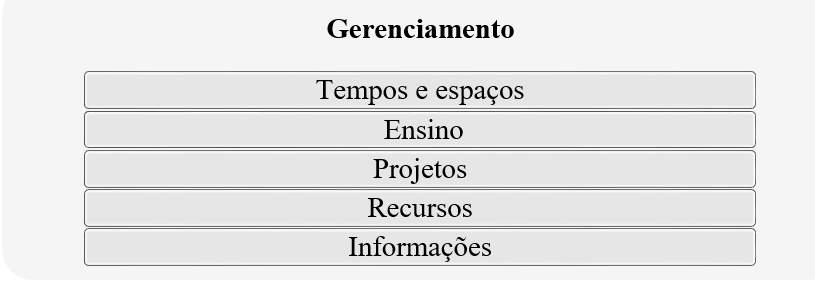 Gerenciamento
Tempos e espaços
Ensino
Projetos
Recursos
Informações